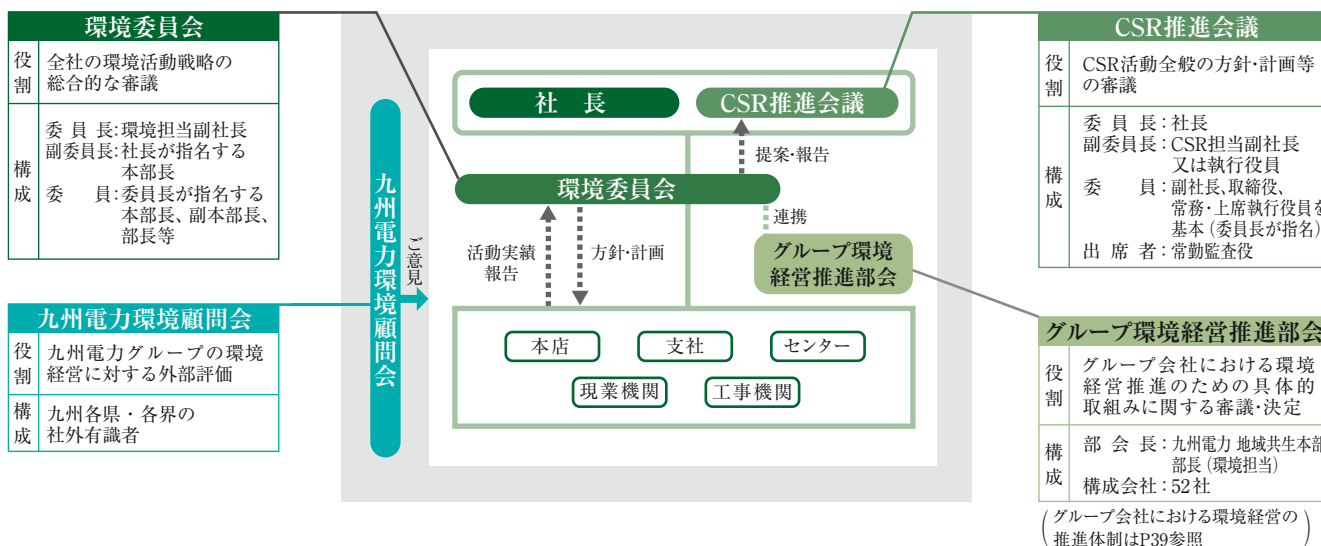 環境委員会
役割
全社の環境活動戦略の
総合的な審議
構成
委員長:環境担当副社長
副委員長:社長が指名する
本部長
委員:委員長が指名する
本部長、副本部長、
部長等
九州電力環境顧問会
役割
九州電力グループの環境
経営に対する外部評価
構成
九州各県・各界の
社外有識者
九州電力環境顧問会
ご意見
社長
CSR推進会議
提案・報告
環境委員会
連携
活動実績
報告
方針・計画
グループ環境
経営推進部会
本店
支社
センター
現業機関
工事機関
CSR推進会議
役割
CSR活動全般の方針・計画等
の審議
構成
委員長:社長
副委員長:CSR担当副社長
又は執行役員
委員:副社長、取締役、
常務・上席執行役員を
基本(委員長が指名)
出席者:常勤監査役
グループ環境経営推進部会
役割
グループ会社における環境
経営推進のための具体的
取組みに関する審議・決定
構成
部会長:九州電力 地域共生本部
部長(環境担当)
構成会社:52社
(グループ会社における環境経営の
推進体制はP39参照)